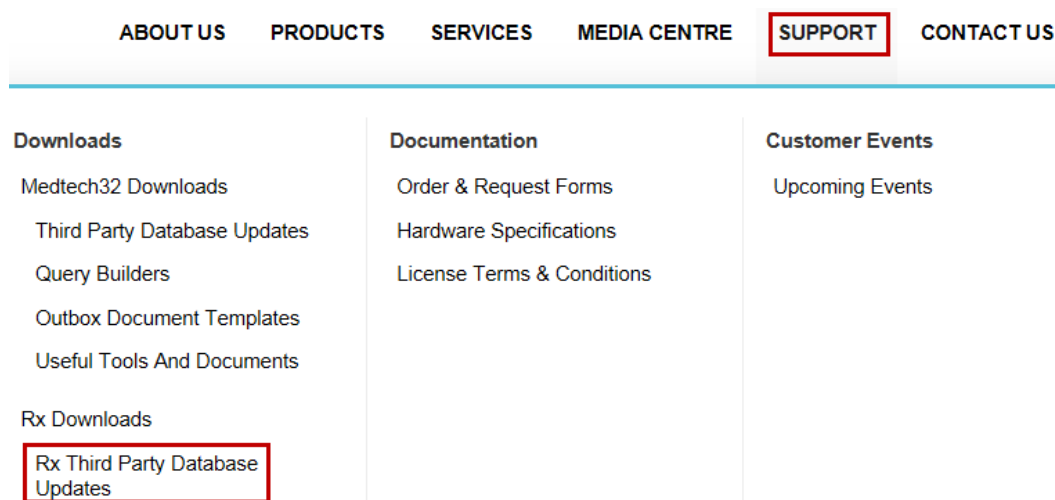 ABOUT US PRODUCTS SERVICES MEDIA CENTRE SUPPORT CONTACT US
Downloads
Medtech32 Downloads
Third Party Database Updates
Query Builders
Outbox Document Templates
Useful Tools And Documents
Rx Downloads
Rx Third Party Database
Updates
Documentation
Order & Request Forms
Hardware Specifications
License Terms & Conditions
Customer Events
Upcoming Events